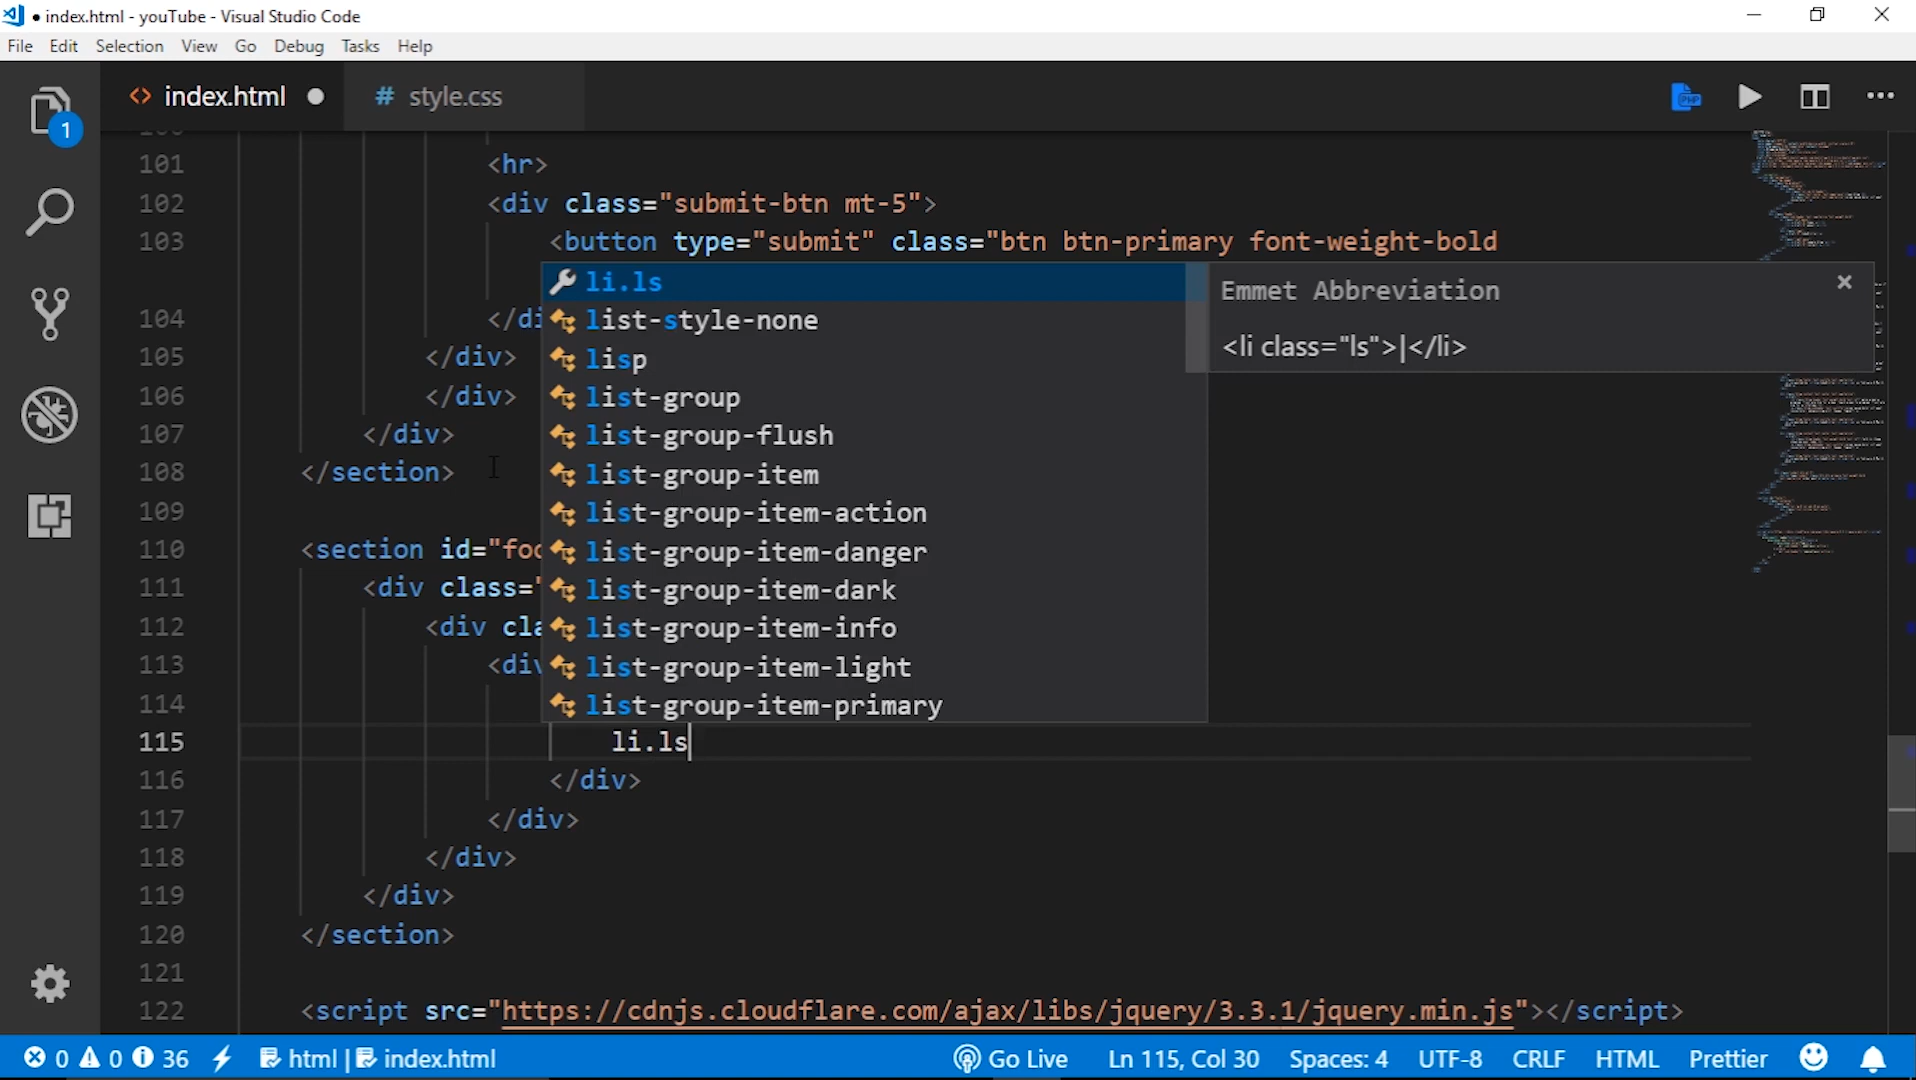 index.html - youTube - Visual Studio Code
File Edit Selection View Go Debug Tasks Help
1
<> index.html ● # style.css
PHP
101 <hr>
102 <div class="submit-btn mt-5">
103 <button type="submit" class="btn btn-primary font-weight-bold
li.ls
Emmet Abbreviation
list-style-none
104
<li class="ls">|</li>
105 </div>
lisp
106 </div>
list-group
107 </div>
list-group-flush
108 </section>
list-group-item
109
list-group-item-action
110 <section id="foo
list-group-item-danger
111 <div class="
list-group-item-dark
112 <div cla
list-group-item-info
113 <div
list-group-item-light
114
list-group-item-primary
115 li.ls
116 </div>
117 </div>
118 </div>
119 </div>
120 </section>
121
122 <script src="https://cdnjs.cloudflare.com/ajax/libs/jquery/3.3.1/jquery.min.js"></script>
0 0 36 html | index.html Go Live Ln 115, Col 30 Spaces: 4 UTF-8 CRLF HTML Prettier